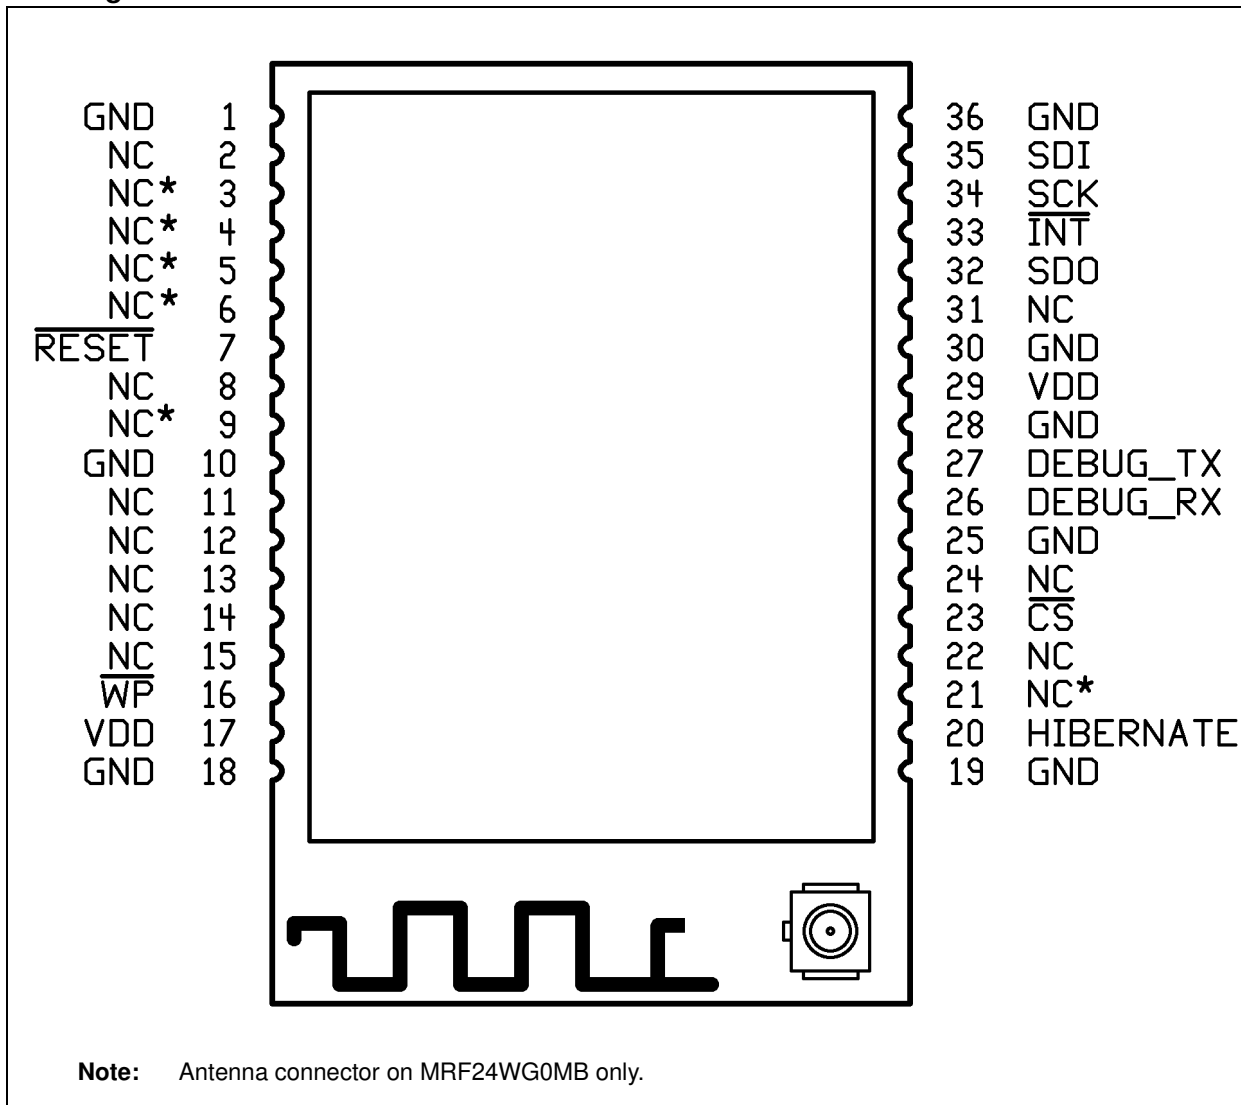 GND 1
NC 2
NC* 3
NC* 4
NC* 5
NC* 6
RESET 7
NC 8
NC* 9
GND 10
NC 11
NC 12
NC 13
NC 14
NC 15
WP 16
VDD 17
GND 18
36 GND
35 SDI
34 SCK
33 INT
32 SDO
31 NC
30 GND
29 VDD
28 GND
27 DEBUG_TX
26 DEBUG_RX
25 GND
24 NC
23 CS
22 NC
21 NC*
20 HIBERNATE
19 GND
Note: Antenna connector on MRF24WG0MB only.